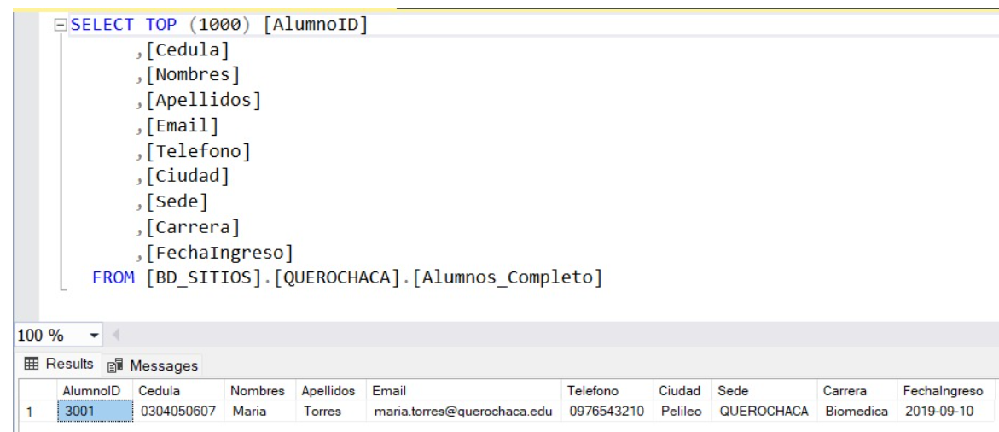 SELECT TOP (1000) [AlumnoID]
,[Cedula]
,[Nombres]
,[Apellidos]
,[Email]
,[Telefono]
,[Ciudad]
,[Sede]
,[Carrera]
,[FechaIngreso]
FROM [BD_SITIOS].[QUEROCHACA].[Alumnos_Completo]
100 %
Results Messages
AlumnoID Cedula Nombres Apellidos Email Telefono Ciudad Sede Carrera FechaIngreso
1 3001 0304050607 Maria Torres maria.torres@querochaca.edu 0976543210 Pelileo QUEROCHACA Biomedica 2019-09-10